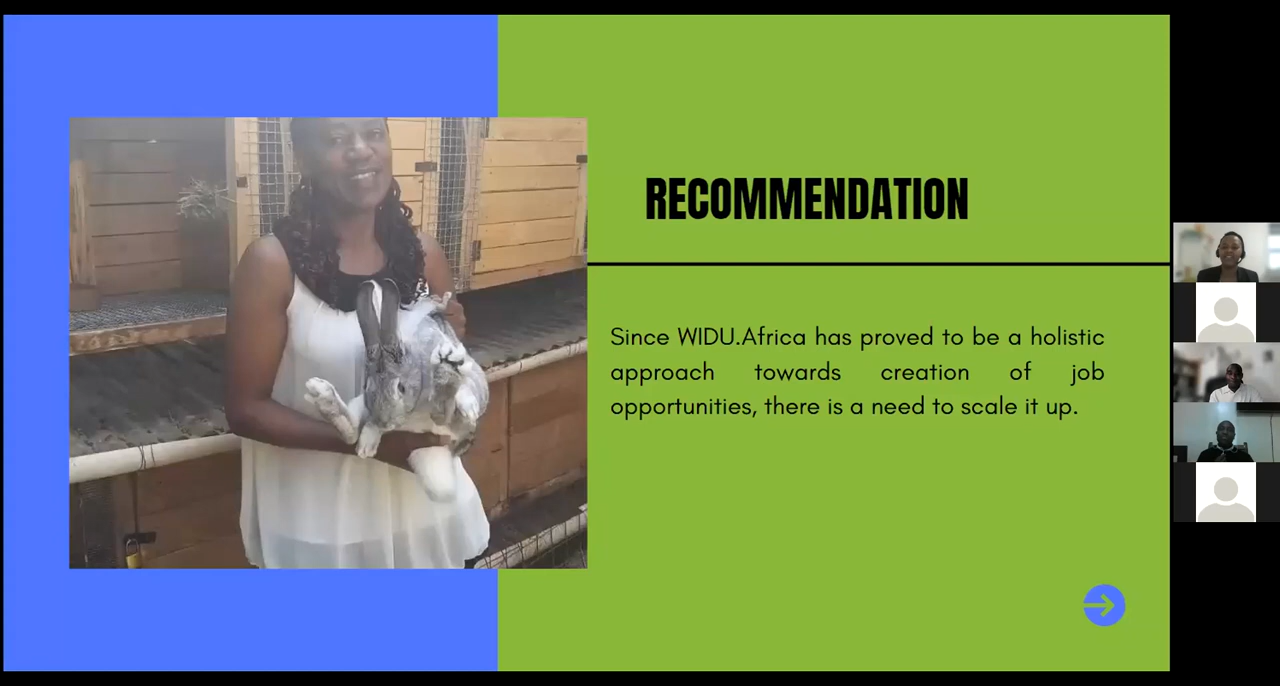 RECOMMENDATION
Since WIDU.Africa has proved to be a holistic
approach towards creation of job
opportunities, there is a need to scale it up.